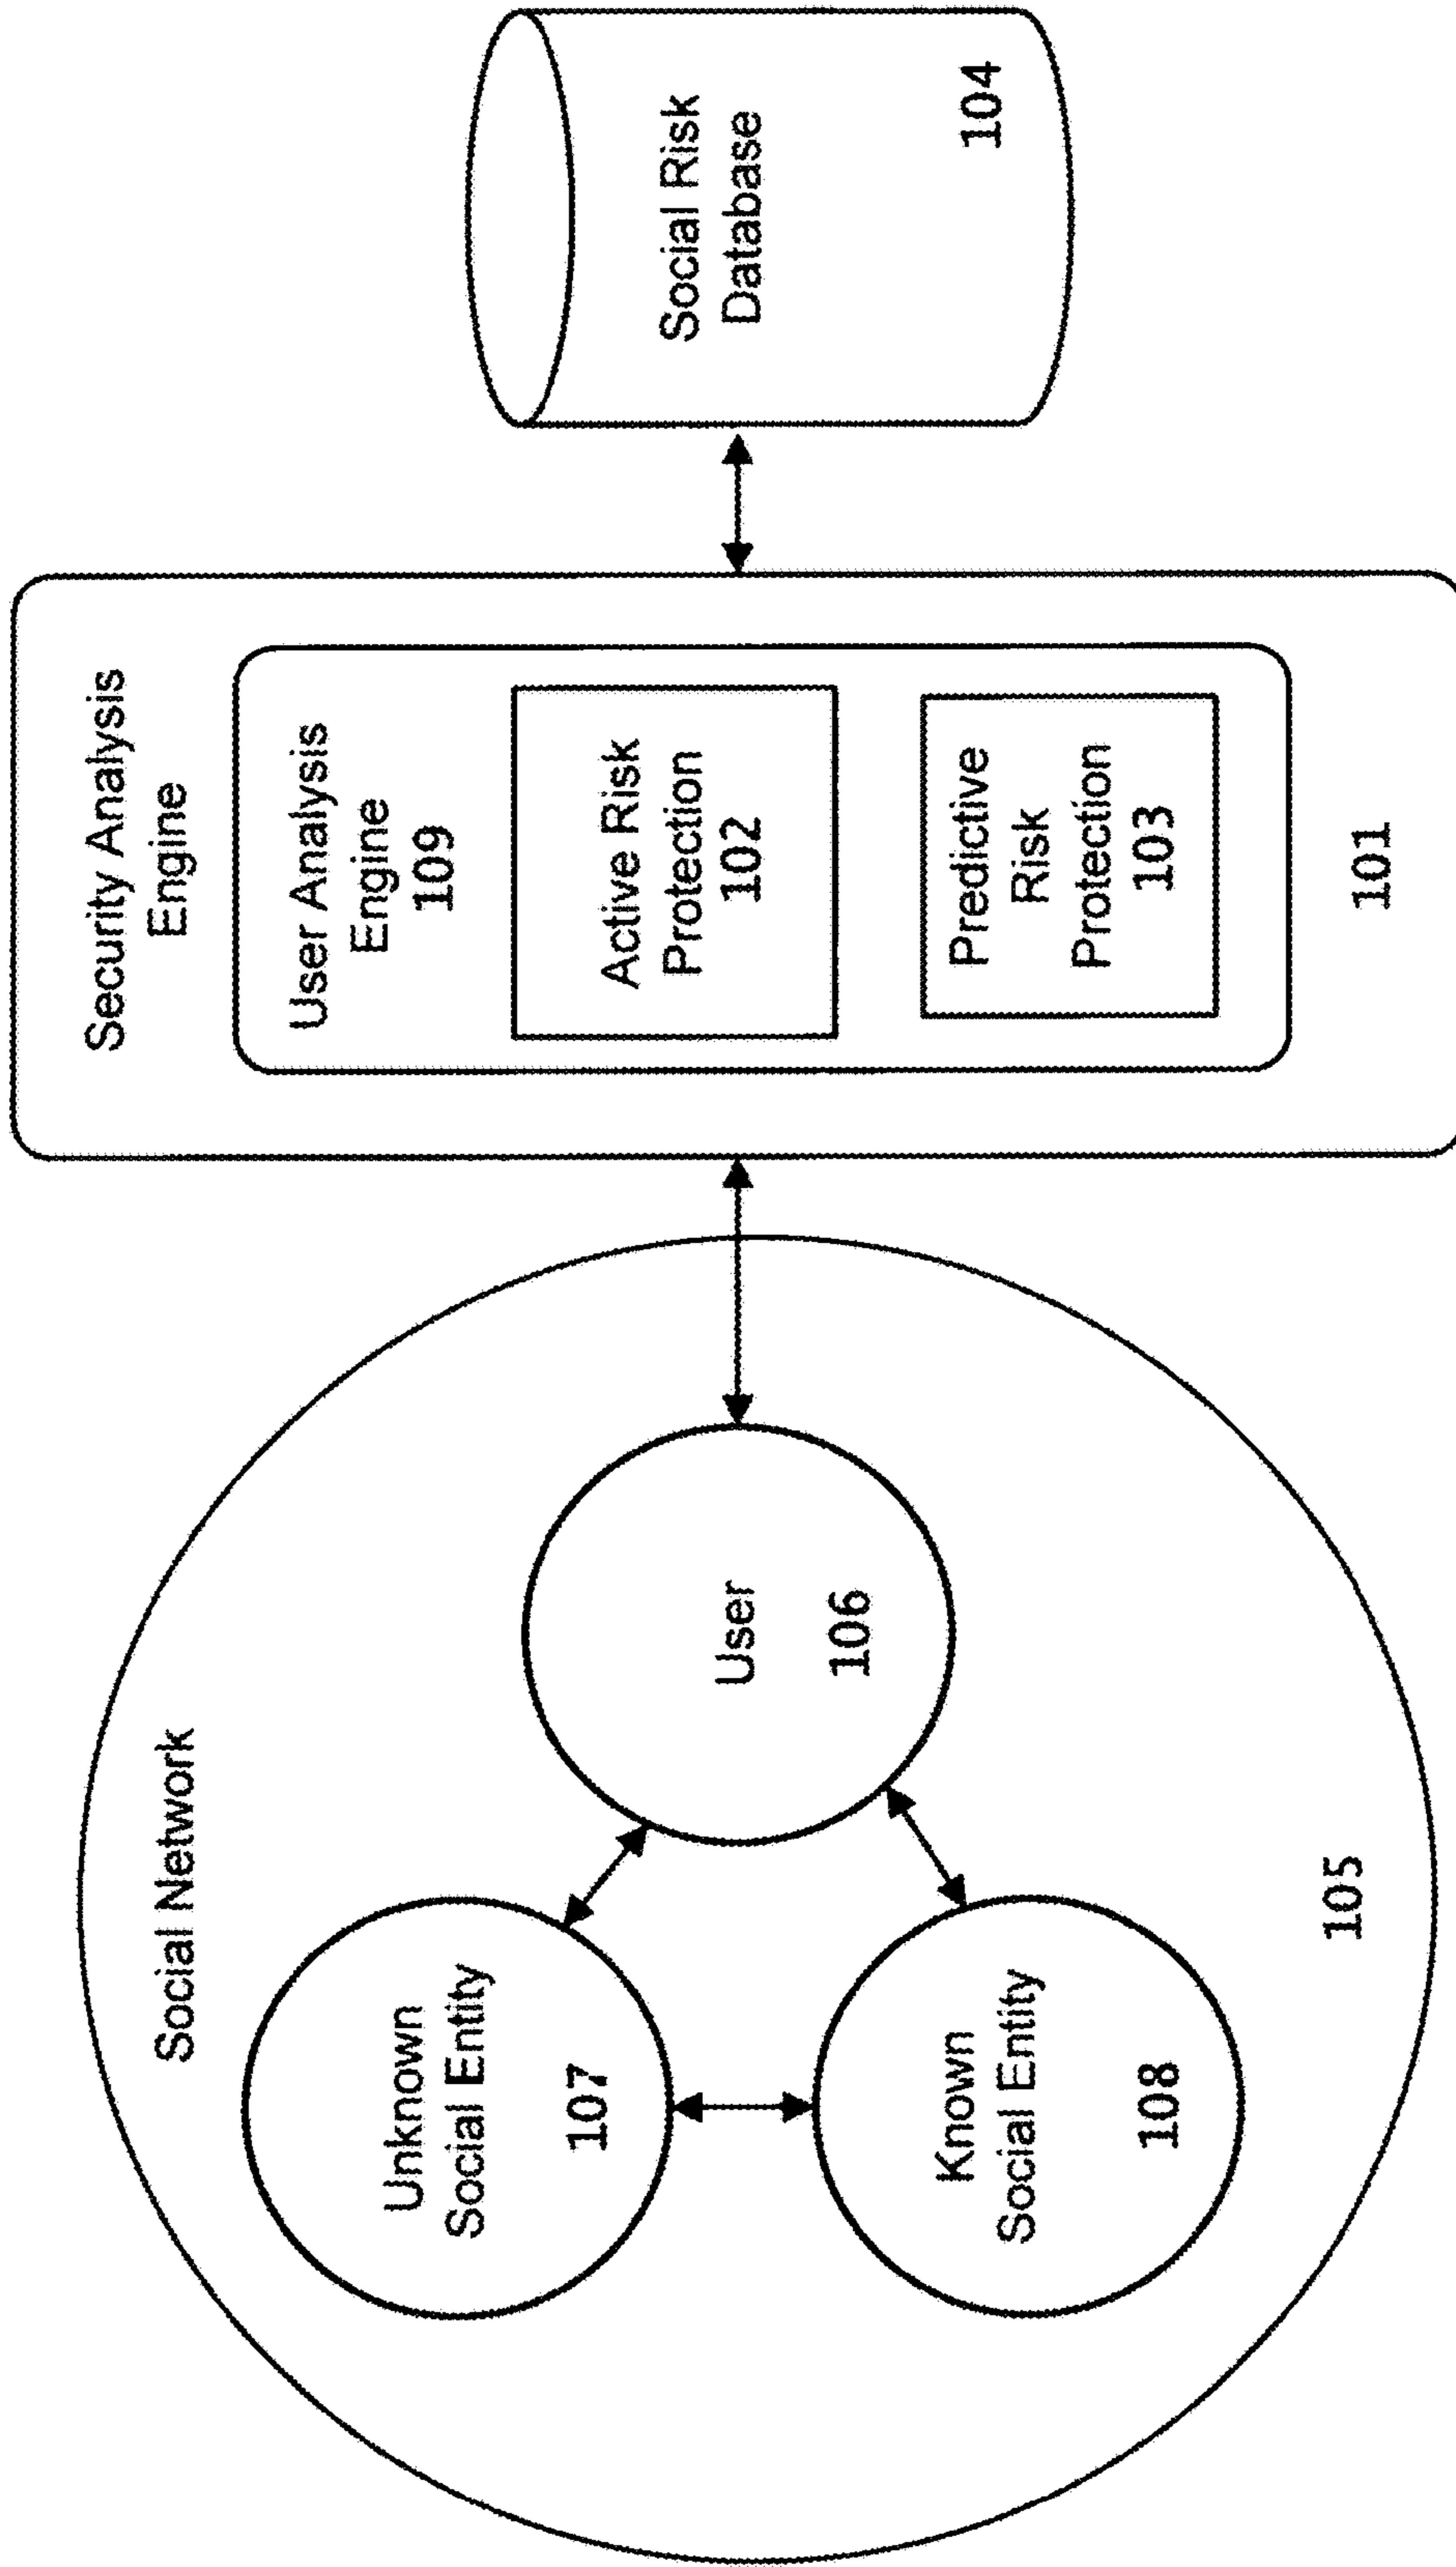 Social Network
Unknown
Social Entity
107
Known
Social Entity
108
User
106
105
Security Analysis
Engine
User Analysis
Engine
109
Active Risk
Protection
102
Predictive
Risk
Protection
103
101
Social Risk
Database
104